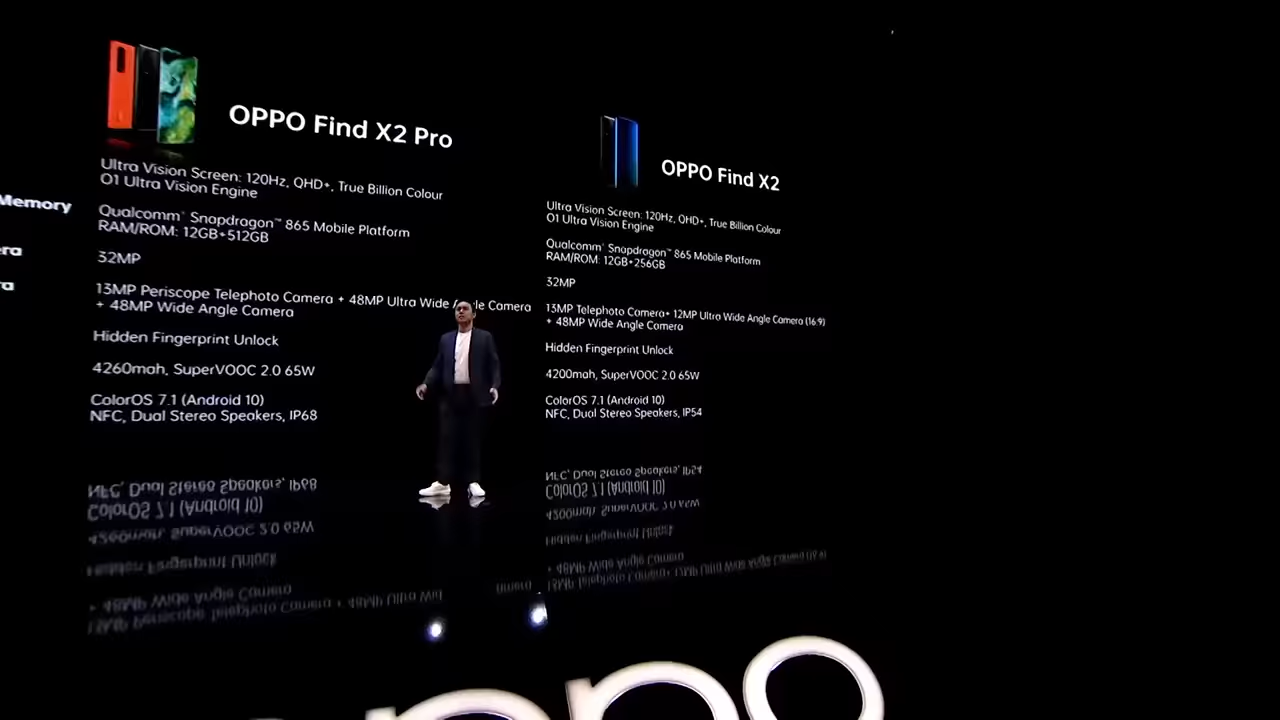 OPPO Find X2 Pro
Ultra Vision Screen: 120Hz, QHD+, True Billion Colour
O1 Ultra Vision Engine
Qualcomm® Snapdragon™ 865 Mobile Platform
RAM/ROM: 12GB+512GB
32MP
13MP Periscope Telephoto Camera + 48MP Ultra Wide Angle Camera
+ 48MP Wide Angle Camera
Hidden Fingerprint Unlock
4260mah, SuperVOOC 2.0 65W
ColorOS 7.1 (Android 10)
NFC, Dual Stereo Speakers, IP68
Memory
era
ra
OPPO Find X2
Ultra Vision Screen: 120Hz, QHD+, True Billion Colour
O1 Ultra Vision Engine
Qualcomm® Snapdragon™ 865 Mobile Platform
RAM/ROM: 12GB+256GB
32MP
13MP Telephoto Camera+ 12MP Ultra Wide Angle Camera (16:9)
+ 48MP Wide Angle Camera
Hidden Fingerprint Unlock
4200mah, SuperVOOC 2.0 65W
ColorOS 7.1 (Android 10)
NFC, Dual Stereo Speakers, IP54
oppo